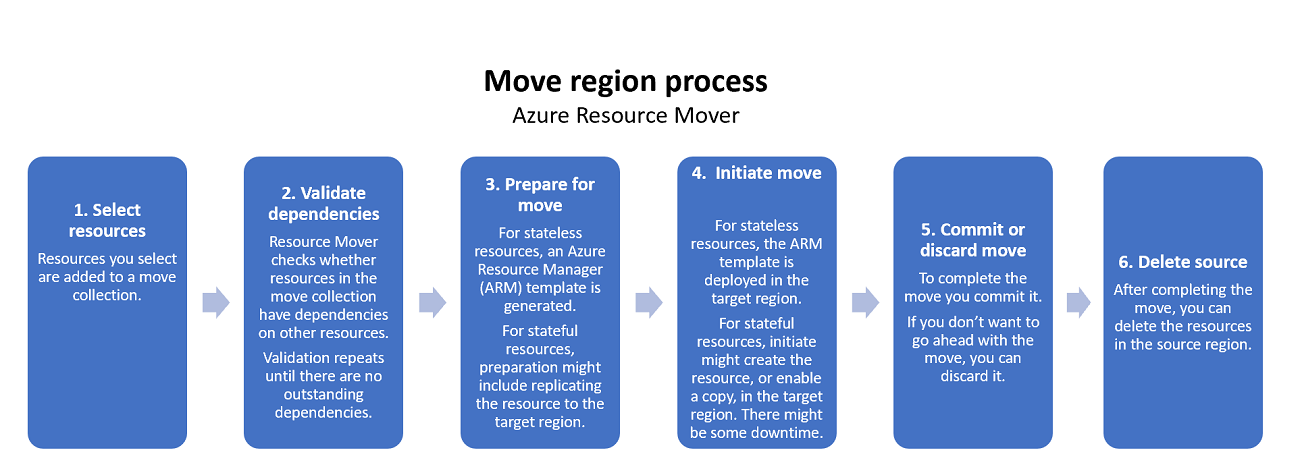 Move region process
Azure Resource Mover
1. Select
resources
Resources you select
are added to a move
collection.
2. Validate
dependencies
Resource Mover
checks whether
resources in the
move collection
have dependencies
on other resources.
Validation repeats
until there are no
outstanding
dependencies.
3. Prepare for
move
For stateless
resources, an Azure
Resource Manager
(ARM) template is
generated.
For stateful
resources,
preparation might
include replicating
the resource to the
target region.
4. Initiate move
For stateless
resources, the ARM
template is
deployed in the
target region.
For stateful
resources, initiate
might create the
resource, or enable
a copy, in the target
region. There might
be some downtime.
5. Commit or
discard move
To complete the
move you commit it.
If you don’t want to
go ahead with the
move, you can
discard it.
6. Delete source
After completing the
move, you can
delete the resources
in the source region.